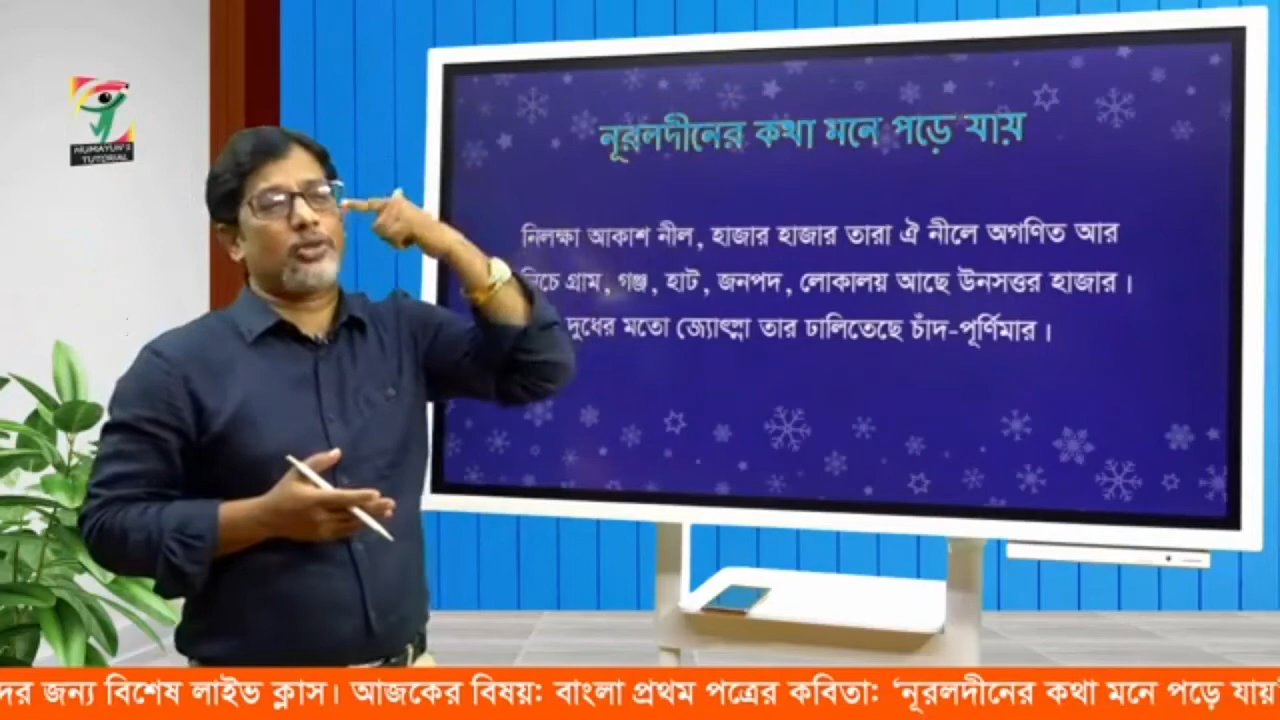 HUMAYUN'S
TUTORIAL
নূরলদীনের কথা মনে পড়ে যায়
নিলক্ষা আকাশ নীল, হাজার হাজার তারা ঐ নীলে অগণিত আর
গ্রাম, গঞ্জ, হাট, জনপদ, লোকালয় আছে উনসত্তর হাজার।
দুধের মতো জ্যোৎস্না তার ঢালিতেছে চাঁদ-পূর্ণিমার।
জন্য বিশেষ লাইভ ক্লাস। আজকের বিষয়: বাংলা প্রথম পত্রের কবিতা: 'নূরলদীনের কথা মনে পড়ে যায়'